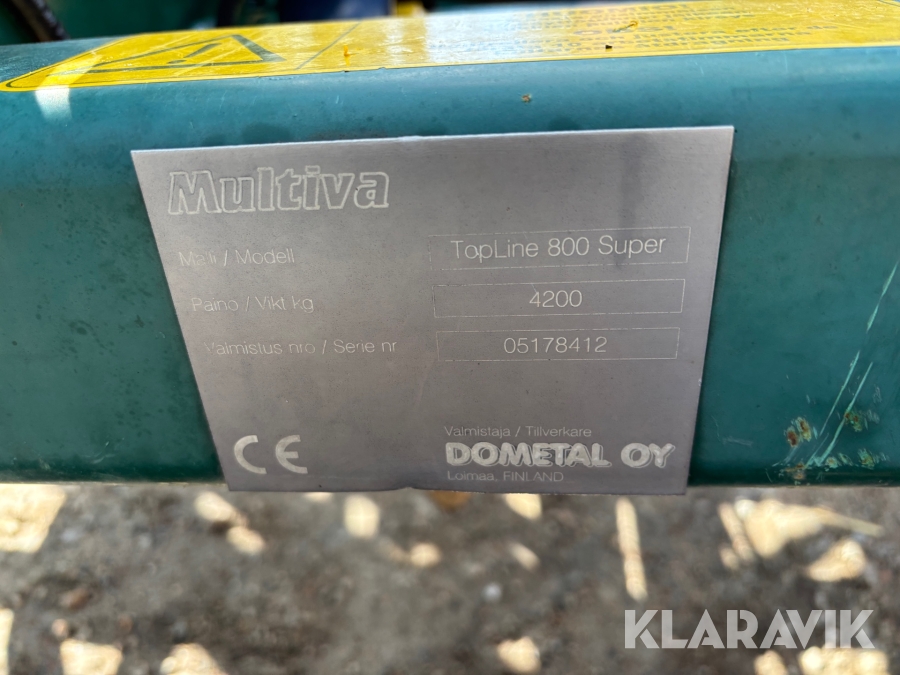 Multiva
Malli / Modell TopLine 800 Super
Paino / Vikt kg 4200
Valmistus nro / Serie nr 05178412
Valmistaja / Tillverkare
CE DOMETAL OY
Loimaa, FINLAND
KLARAVIK